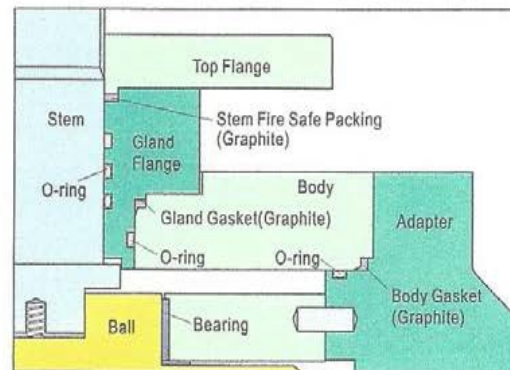 Top Flange
Stem
Stem Fire Safe Packing
(Graphite)
Gland
Flange
O-ring
Body
Gland Gasket(Graphite)
Adapter
O-ring
O-ring
Body Gasket
(Graphite)
Ball
Bearing